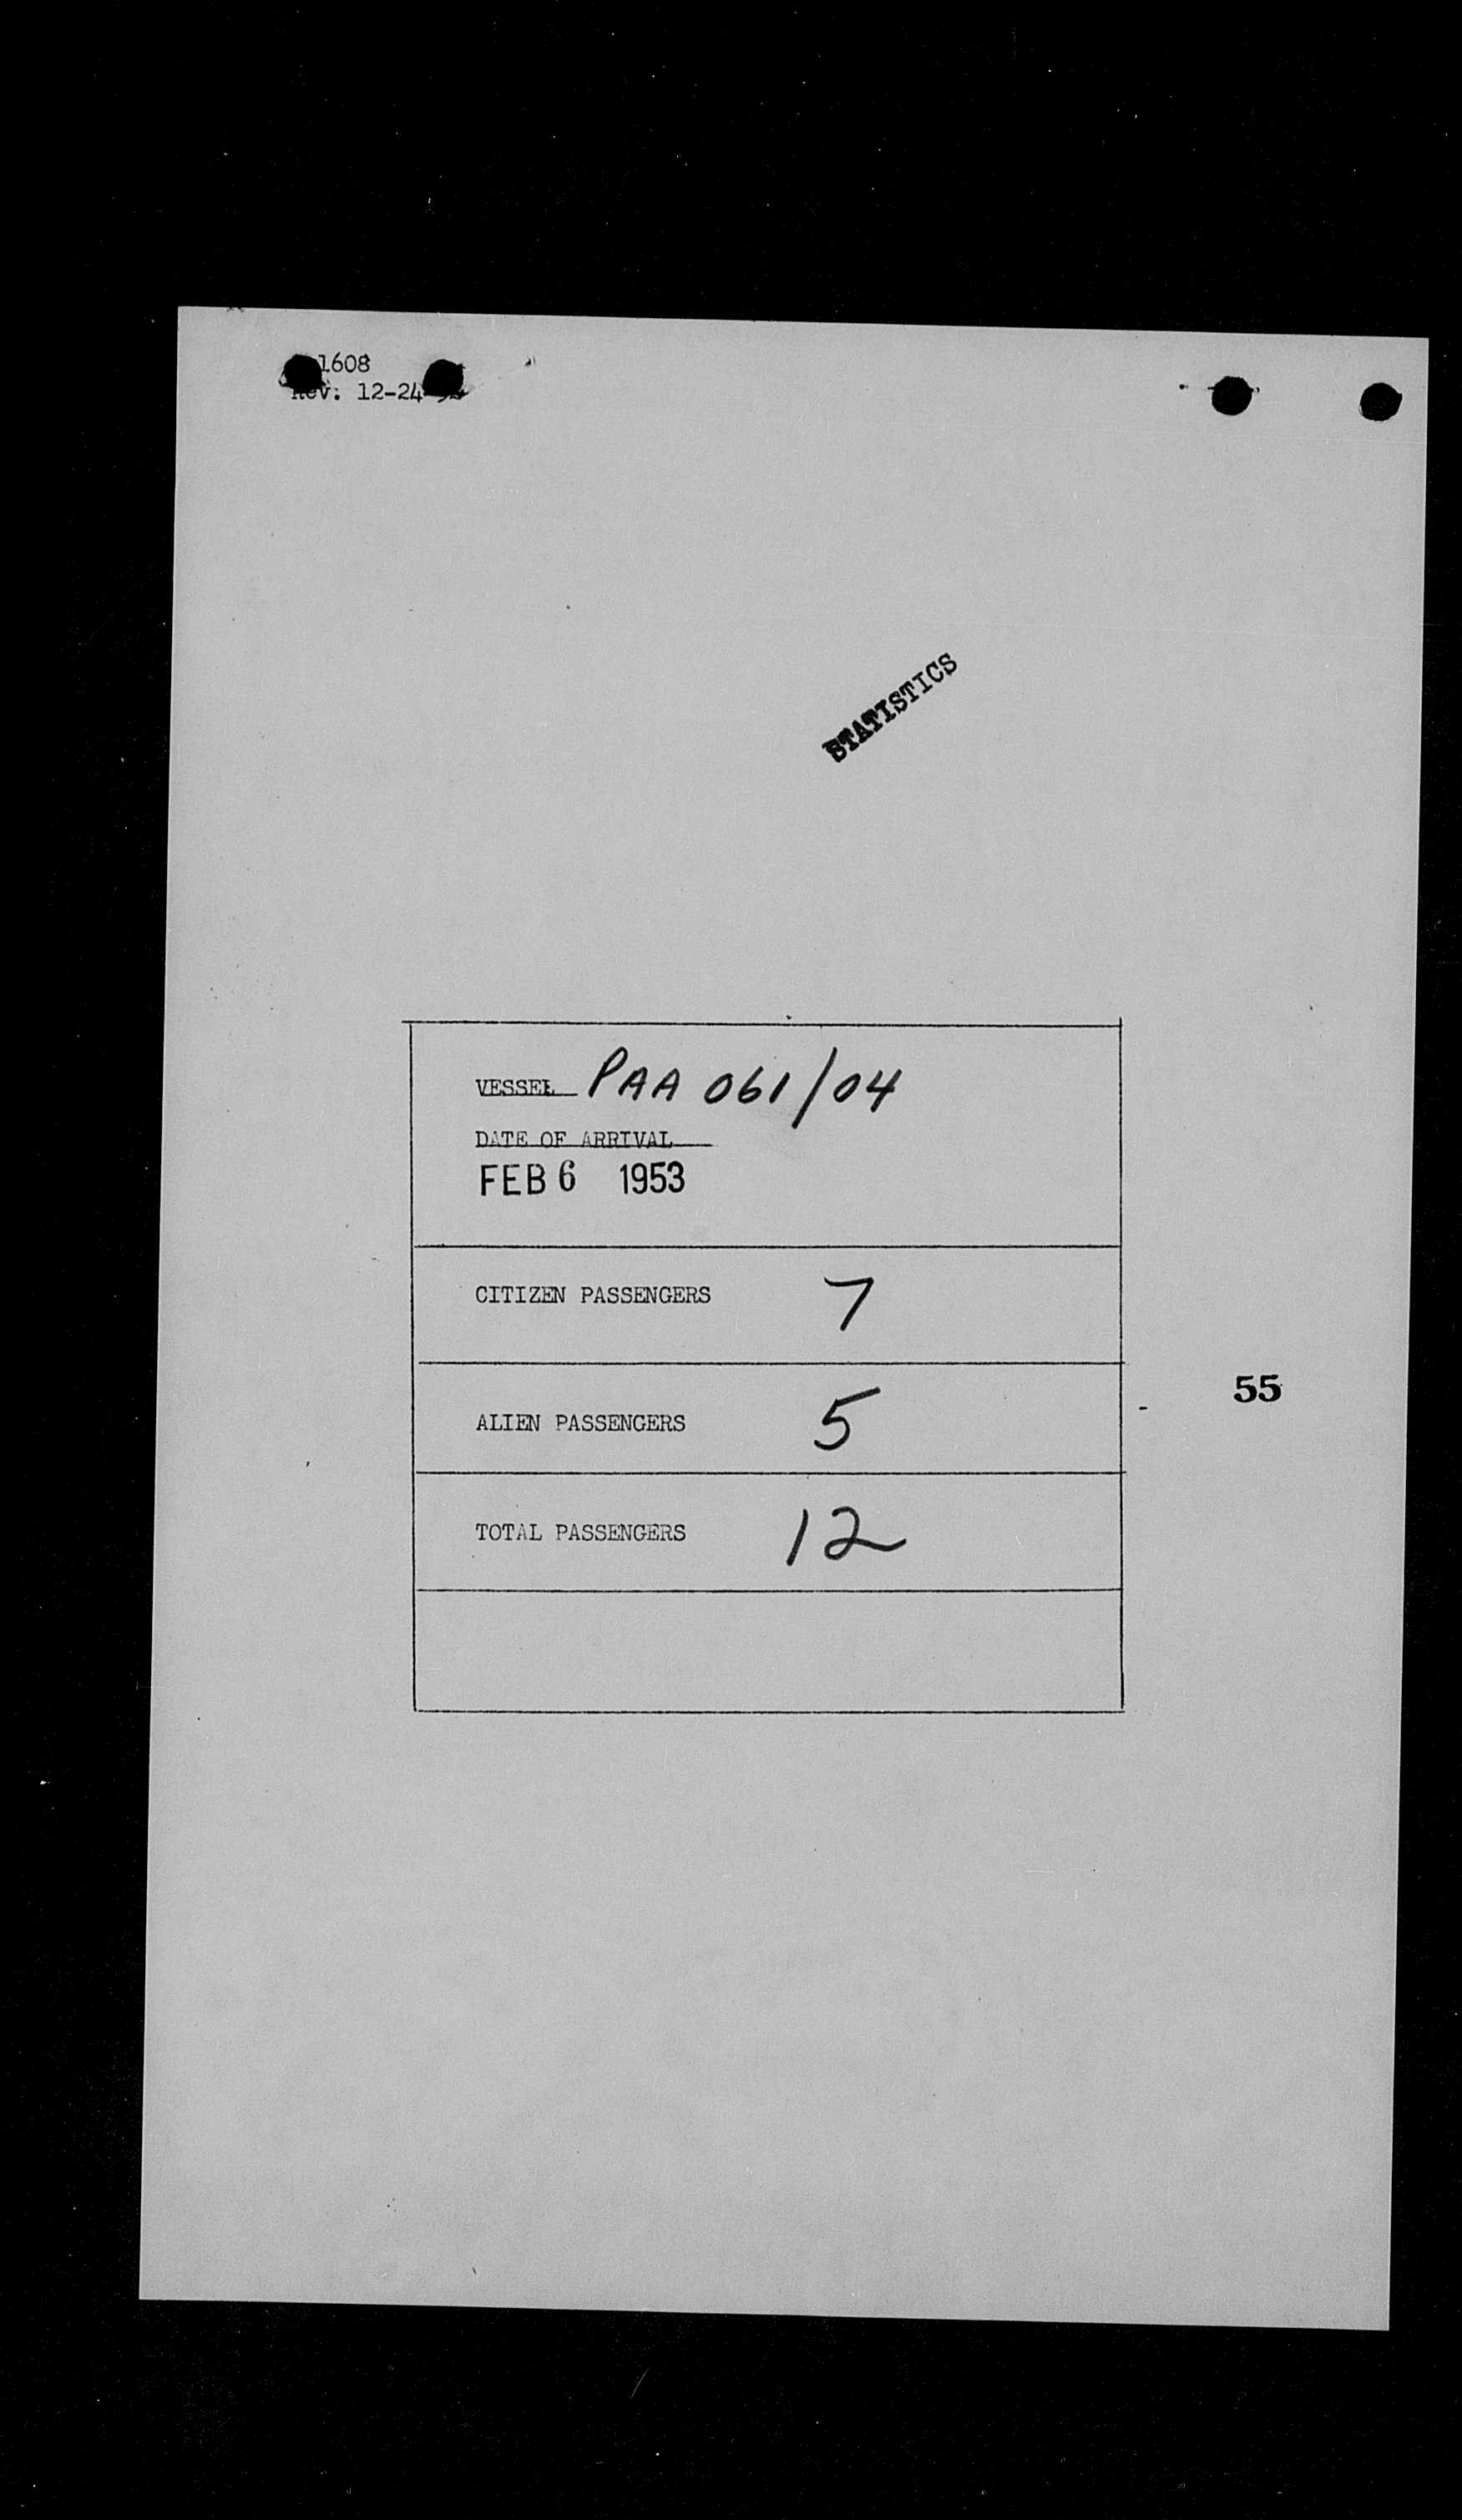 1608
Rev: 12-24
STATISTICS
VESSEL PAA 061/04
DATE OF ARRIVAL
FEB 6 1953
CITIZEN PASSENGERS 7
55
ALIEN PASSENGERS 5
TOTAL PASSENGERS 12